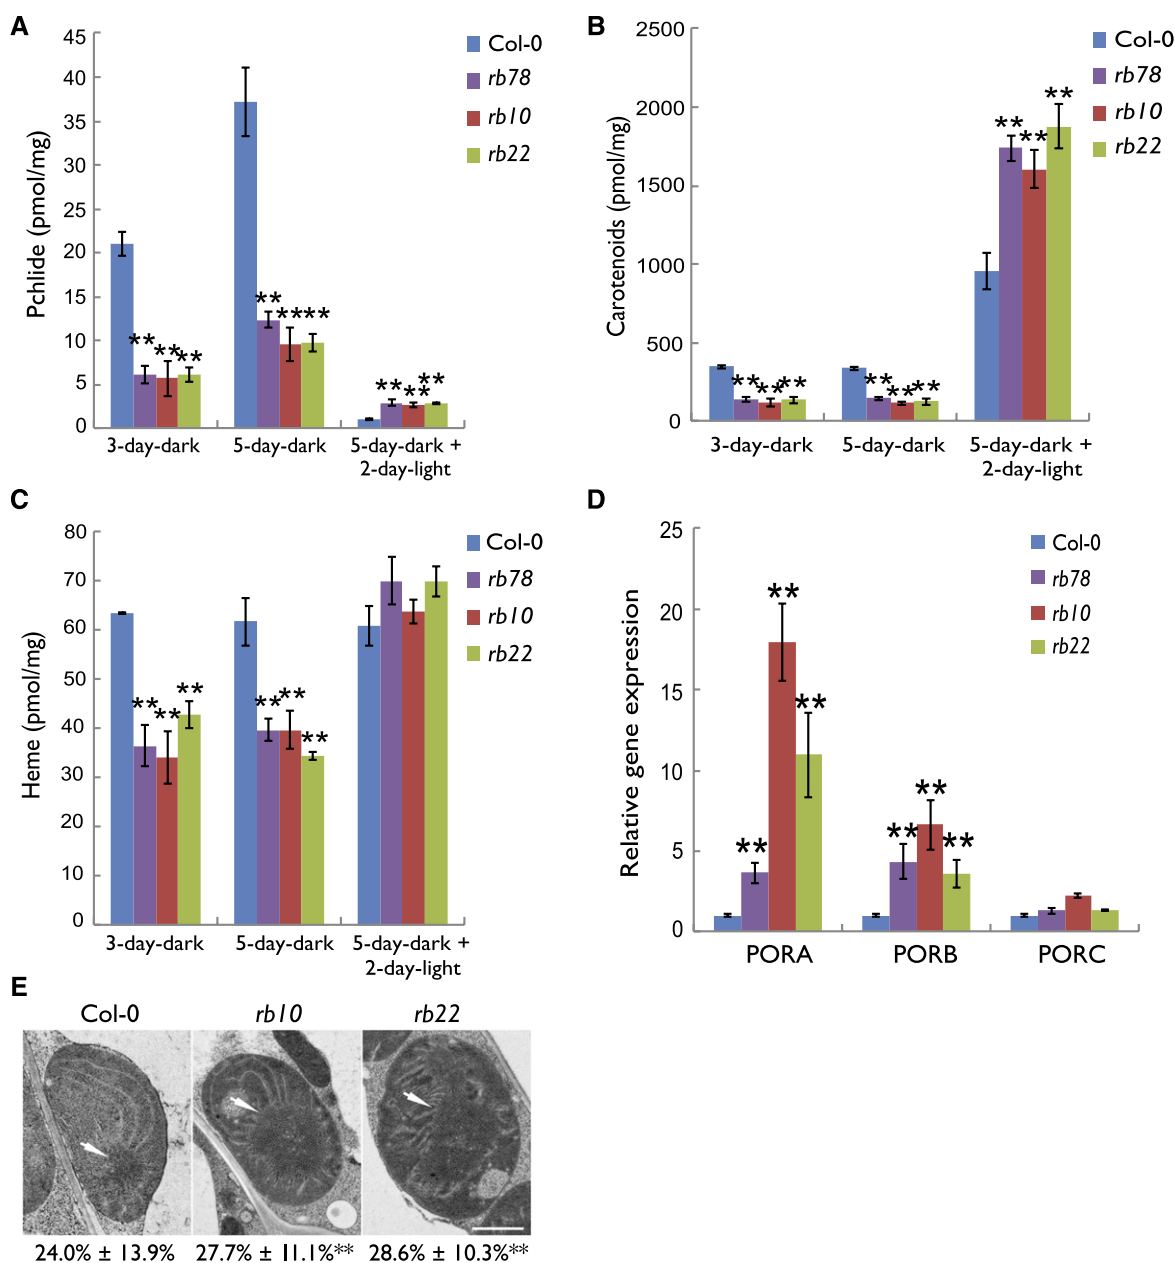 A
Pchlide (pmol/mg)
45
40
35
30
25
20
15
10
5
0
Col-0
rb78
rb10
rb22
** ** **
** ** **
** ** **
3-day-dark 5-day-dark 5-day-dark +
2-day-light
B
Carotenoids (pmol/mg)
2500
2000
1500
1000
500
0
Col-0
rb78
rb10
rb22
** ** **
** ** **
** ** **
3-day-dark 5-day-dark 5-day-dark +
2-day-light
C
Heme (pmol/mg)
80
70
60
50
40
30
20
10
0
Col-0
rb78
rb10
rb22
** ** **
** ** **
3-day-dark 5-day-dark 5-day-dark +
2-day-light
D
Relative gene expression
25
20
15
10
5
0
Col-0
rb78
rb10
rb22
** ** **
** ** **
PORA PORB PORC
E
Col-0 rb10 rb22
24.0% ± 13.9% 27.7% ± 11.1%** 28.6% ± 10.3%**